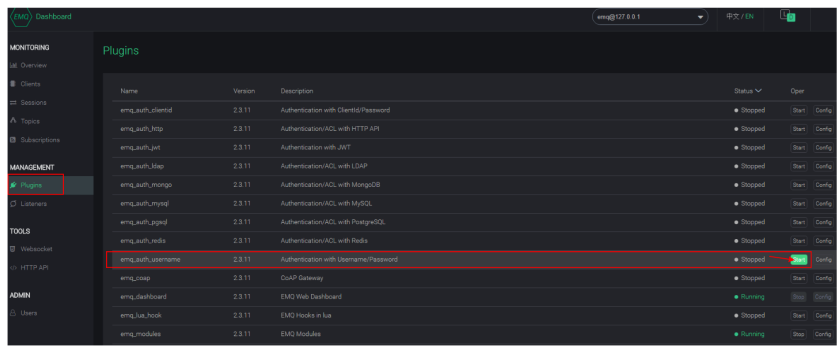 EMQ Dashboard
emq@127.0.0.1
中文 / EN
MONITORING
Overview
Clients
Sessions
Topics
Subscriptions
MANAGEMENT
Plugins
Listeners
TOOLS
Websocket
HTTP API
ADMIN
Users
Plugins
Name Version Description Status Oper
emq_auth_clientid 2.3.11 Authentication with ClientId/Password Stopped Start Config
emq_auth_http 2.3.11 Authentication/ACL with HTTP API Stopped Start Config
emq_auth_jwt 2.3.11 Authentication with JWT Stopped Start Config
emq_auth_ldap 2.3.11 Authentication/ACL with LDAP Stopped Start Config
emq_auth_mongo 2.3.11 Authentication/ACL with MongoDB Stopped Start Config
emq_auth_mysql 2.3.11 Authentication/ACL with MySQL Stopped Start Config
emq_auth_pgsql 2.3.11 Authentication/ACL with PostgreSQL Stopped Start Config
emq_auth_redis 2.3.11 Authentication/ACL with Redis Stopped Start Config
emq_auth_username 2.3.11 Authentication with Username/Password Stopped Start Config
emq_coap 2.3.11 CoAP Gateway Stopped Start Config
emq_dashboard 2.3.11 EMQ Web Dashboard Running Stop Config
emq_lua_hook 2.3.11 EMQ Hooks in lua Stopped Start Config
emq_modules 2.3.11 EMQ Modules Running Stop Config